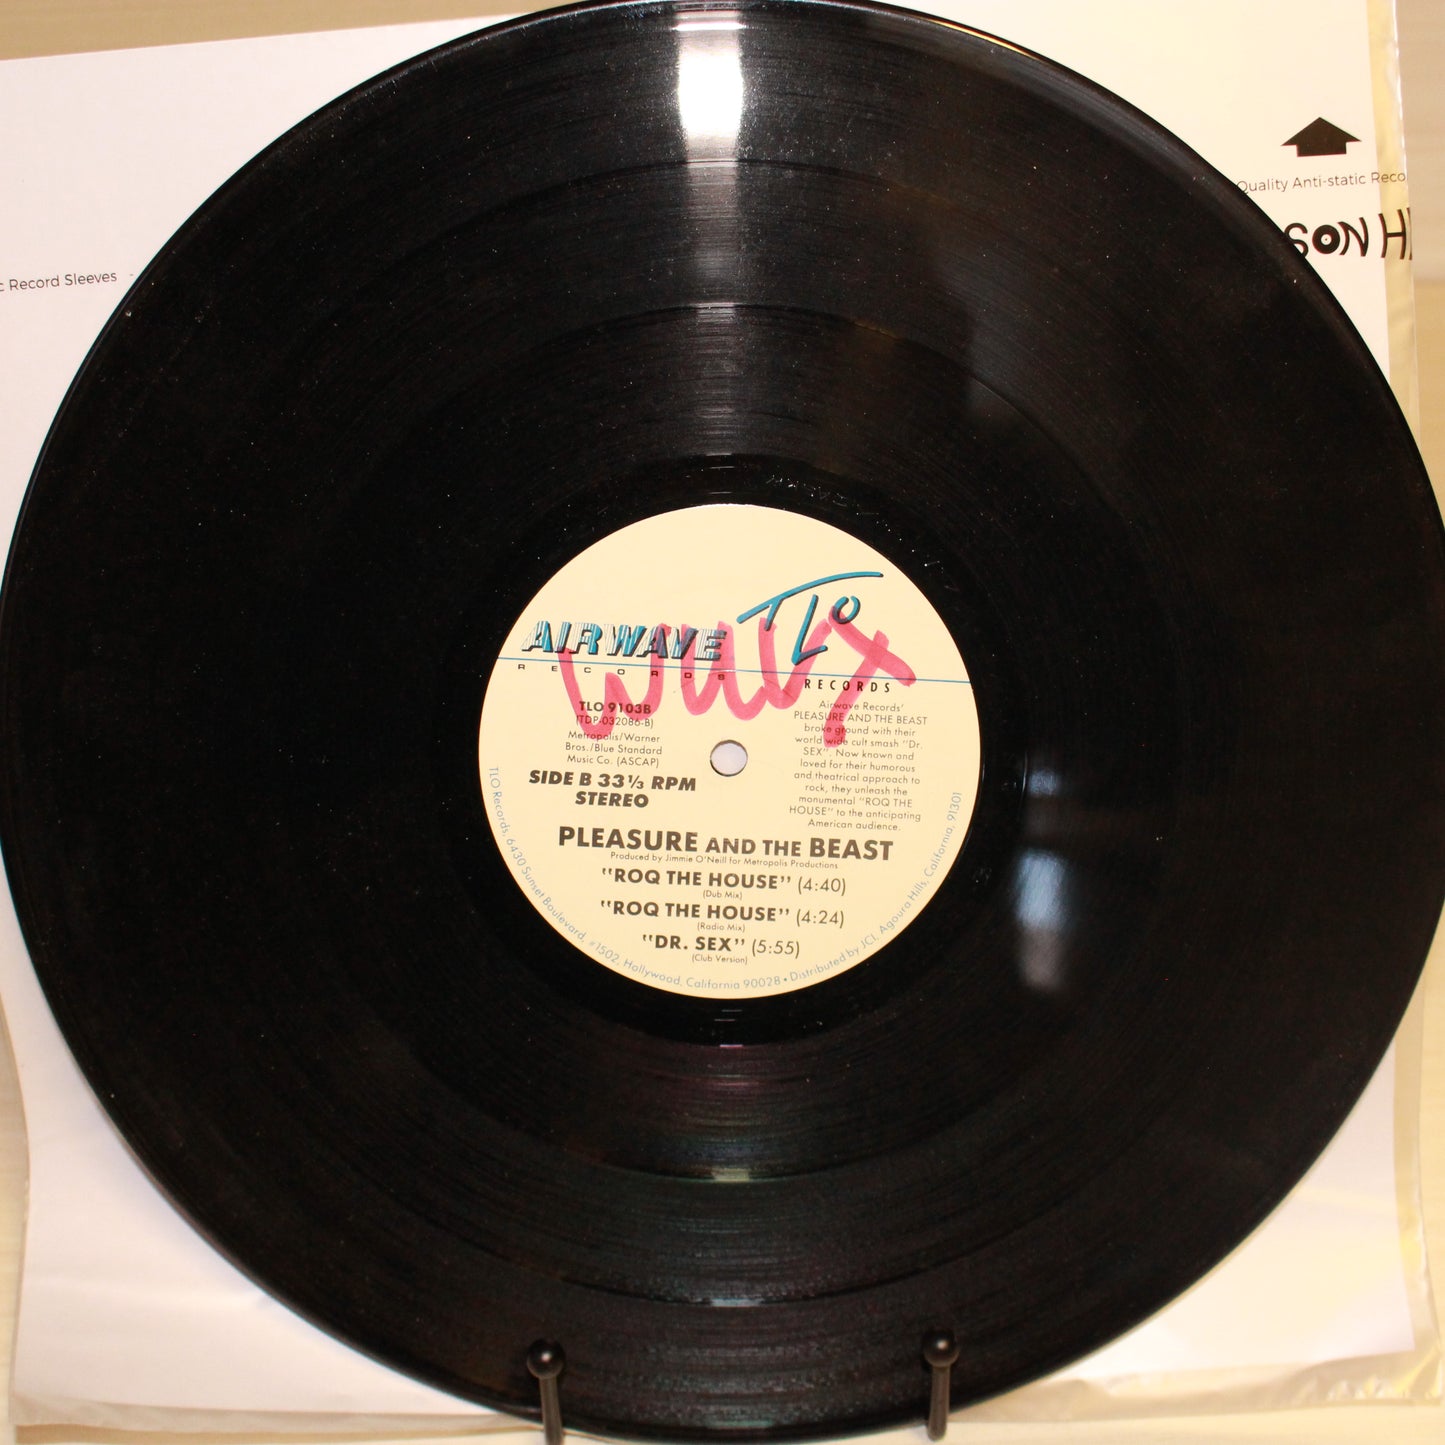 Quality Anti-static Reco
SON H
c Record Sleeves -
TLO
AIRWAVE
RECORDS
RECORDS
wuvx
TLO 9103B
(TDP-032086-B)
Metropolis/Warner
Bros./Blue Standard
Music Co. (ASCAP)
SIDE B 33 1/3 RPM
STEREO
Airwave Records'
PLEASURE AND THE BEAST
broke ground with their
world wide cult smash "Dr.
SEX". Now known and
loved for their humorous
and theatrical approach to
rock, they unleash the
monumental "ROQ THE
HOUSE" to the anticipating
American audience.
PLEASURE AND THE BEAST
Produced by Jimmie O'Neill for Metropolis Productions
"ROQ THE HOUSE" (4:40)
(Dub Mix)
"ROQ THE HOUSE" (4:24)
(Radio Mix)
"DR. SEX" (5:55)
(Club Version)
TLO Records, 6430 Sunset Boulevard, #1502, Hollywood, California 90028 • Distributed by JCI, Agoura Hills, California, 91301